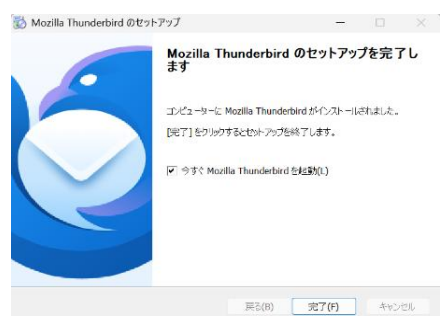 Mozilla Thunderbird のセットアップ
Mozilla Thunderbird のセットアップを完了し
ます
コンピューターに Mozilla Thunderbird がインストールされました。
[完了] をクリックするとセットアップを終了します。
今すぐ Mozilla Thunderbird を起動(L)
戻る(B)
完了(F)
キャンセル